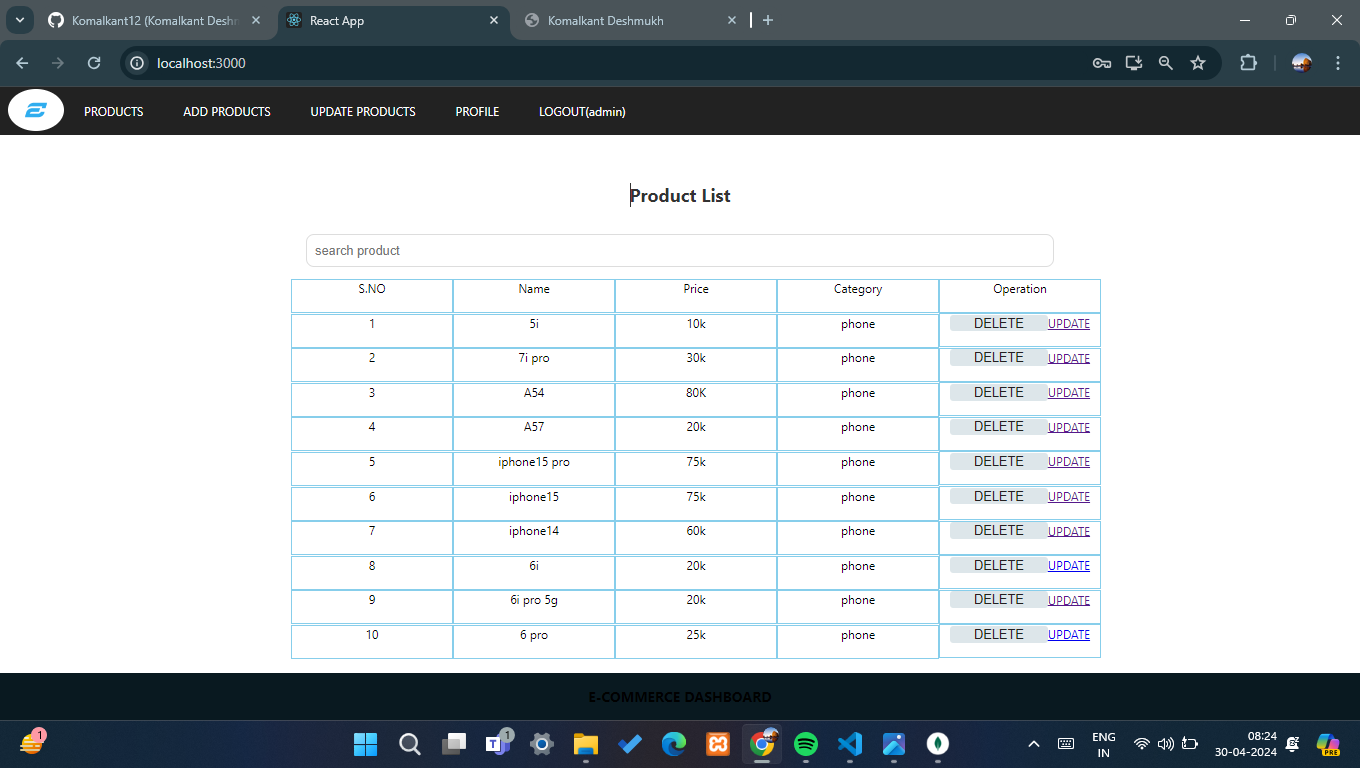 Komalkant12 (Komalkant Deshm
React App
Komalkant Deshmukh
localhost:3000
PRODUCTS ADD PRODUCTS UPDATE PRODUCTS PROFILE LOGOUT(admin)
Product List
search product
S.NO Name Price Category Operation
1 5i 10k phone DELETE UPDATE
2 7i pro 30k phone DELETE UPDATE
3 A54 80K phone DELETE UPDATE
4 A57 20k phone DELETE UPDATE
5 iphone15 pro 75k phone DELETE UPDATE
6 iphone15 75k phone DELETE UPDATE
7 iphone14 60k phone DELETE UPDATE
8 6i 20k phone DELETE UPDATE
9 6i pro 5g 20k phone DELETE UPDATE
10 6 pro 25k phone DELETE UPDATE
E-COMMERCE DASHBOARD
1
1
ENG
IN
08:24
30-04-2024
PRE